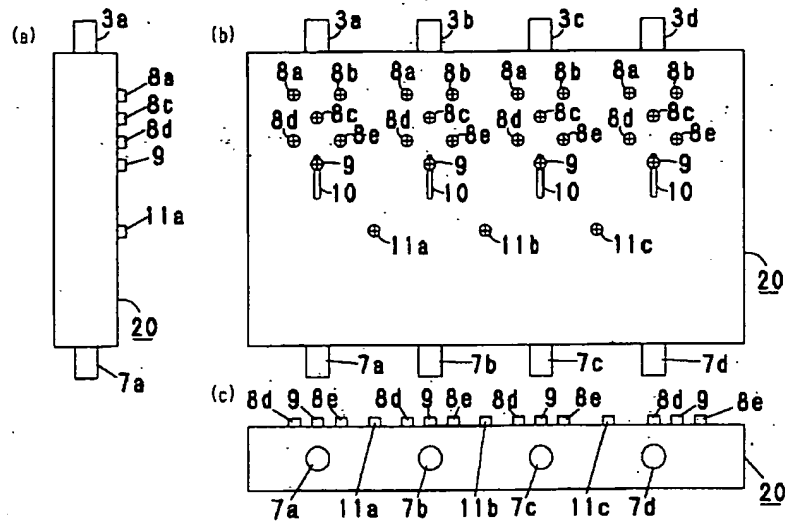 (a) 3a
8a
8c
8d
9
11a
20
7a
(b) 3a 3b 3c 3d
8a 8b 8a 8b 8a 8b 8a 8b
8c 8c 8c 8c
8d 8e 8d 8e 8d 8e 8d 8e
9 9 9 9
10 10 10 10
11a 11b 11c
20
7a 7b 7c 7d
(c)
8d 9 8e 8d 9 8e 8d 9 8e 8d 9 8e
20
7a 11a 7b 11b 7c 11c 7d